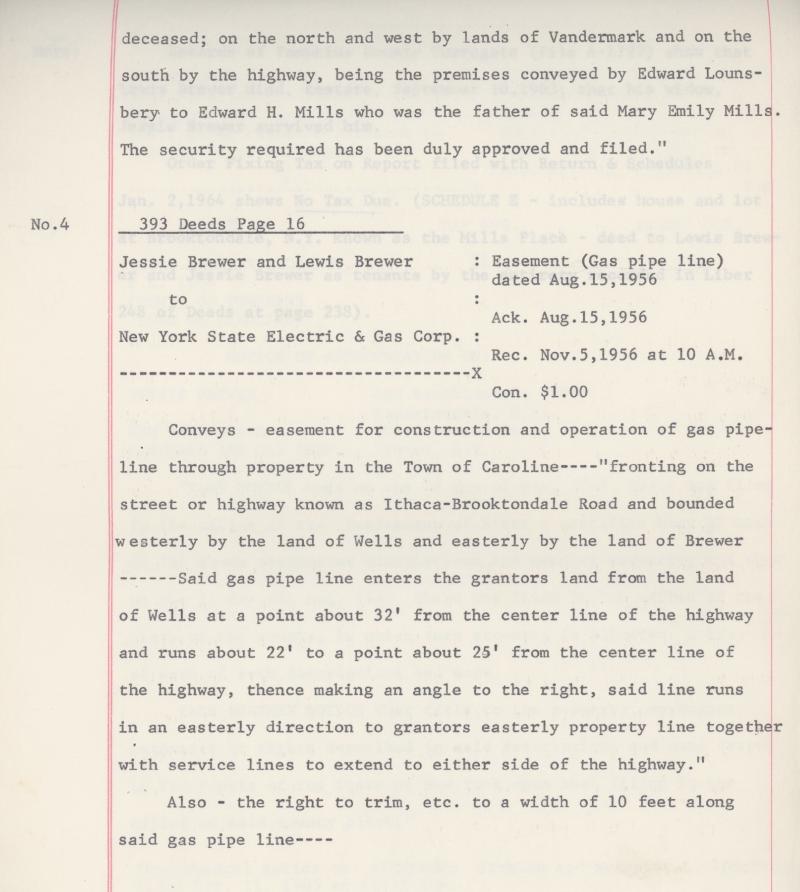 deceased; on the north and west by lands of Vandermark and on the
south by the highway, being the premises conveyed by Edward Louns-
bery to Edward H. Mills who was the father of said Mary Emily Mills.
The security required has been duly approved and filed."
No.4 393 Deeds Page 16
Jessie Brewer and Lewis Brewer : Easement (Gas pipe line)
dated Aug.15,1956
to :
Ack. Aug.15,1956
New York State Electric & Gas Corp. :
Rec. Nov.5,1956 at 10 A.M.
-----------------------------------X
Con. $1.00
Conveys - easement for construction and operation of gas pipe-
line through property in the Town of Caroline----"fronting on the
street or highway known as Ithaca-Brooktondale Road and bounded
westerly by the land of Wells and easterly by the land of Brewer
------Said gas pipe line enters the grantors land from the land
of Wells at a point about 32' from the center line of the highway
and runs about 22' to a point about 25' from the center line of
the highway, thence making an angle to the right, said line runs
in an easterly direction to grantors easterly property line together
with service lines to extend to either side of the highway."
Also - the right to trim, etc. to a width of 10 feet along
said gas pipe line----